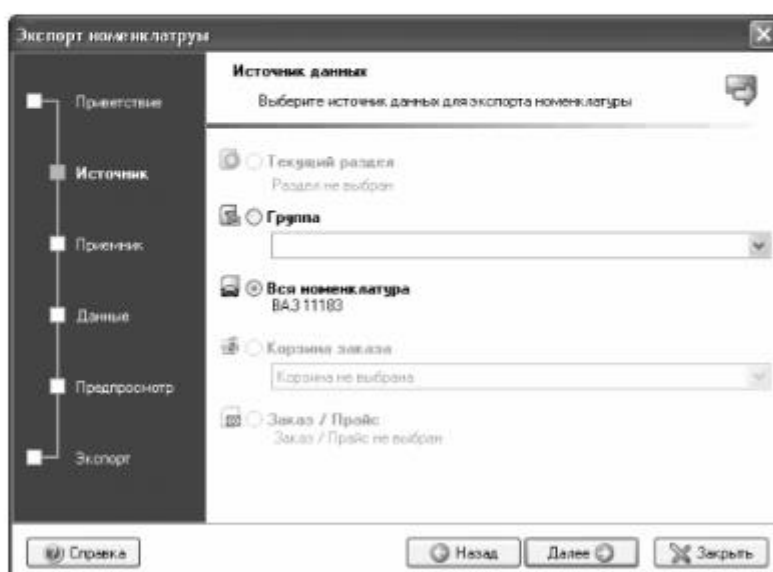 Экспорт номенклатрум
Источник данных
Выберите источник данных для экспорта номенклатуры
Приветствие
Источник
Приемник
Данные
Предпросмотр
Экспорт
Текущий раздел
Раздел не выбран
Группа
Вся номенклатура
ВАЗ 11183
Корзина заказа
Корзина не выбрана
Заказ / Прайс
Заказ / Прайс не выбран
Справка
Назад
Далее
Закрыть